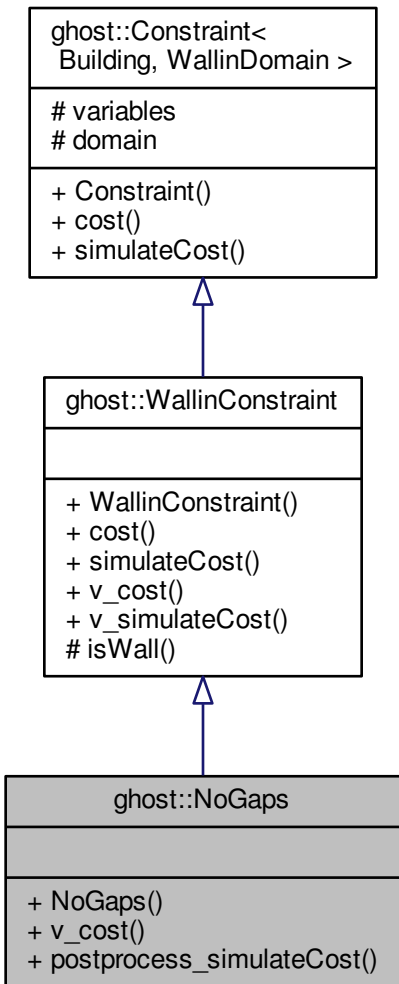 ghost::Constraint<
Building, WallinDomain >
# variables
# domain
+ Constraint()
+ cost()
+ simulateCost()
ghost::WallinConstraint
+ WallinConstraint()
+ cost()
+ simulateCost()
+ v_cost()
+ v_simulateCost()
# isWall()
ghost::NoGaps
+ NoGaps()
+ v_cost()
+ postprocess_simulateCost()